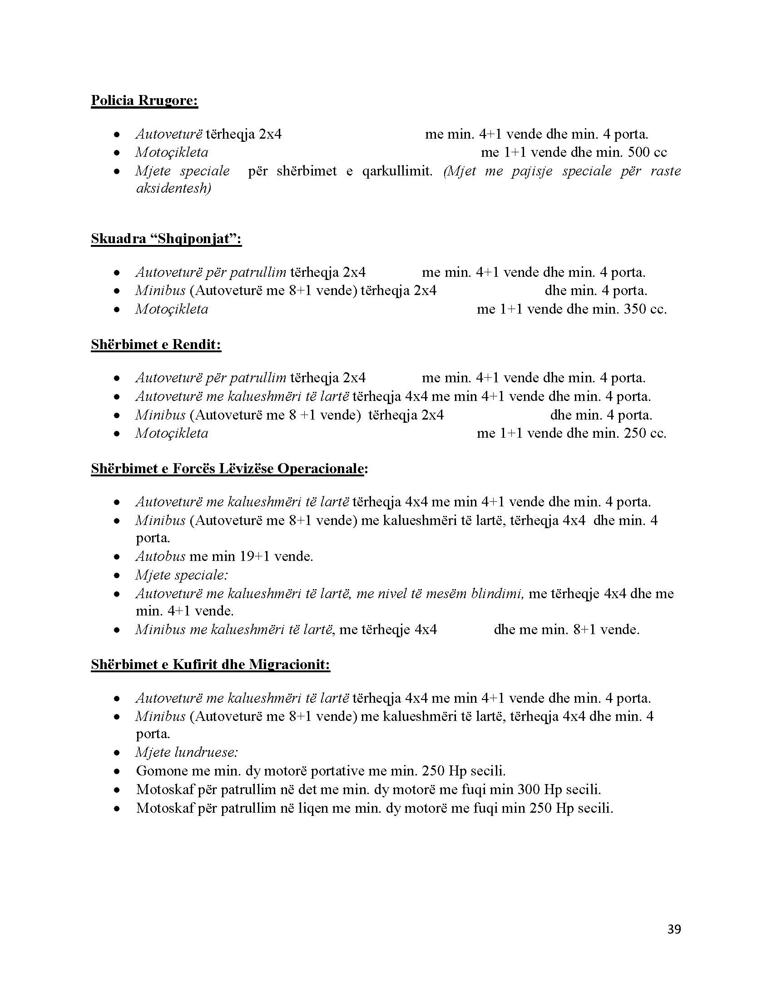 Policia Rrugore:
• Autoveturë tërheqja 2x4 me min. 4+1 vende dhe min. 4 porta.
• Motoçikleta me 1+1 vende dhe min. 500 cc
• Mjete speciale për shërbimet e qarkullimit. (Mjet me pajisje speciale për raste
aksidentesh)
Skuadra “Shqiponjat”:
• Autoveturë për patrullim tërheqja 2x4 me min. 4+1 vende dhe min. 4 porta.
• Minibus (Autoveturë me 8+1 vende) tërheqja 2x4 dhe min. 4 porta.
• Motoçikleta me 1+1 vende dhe min. 350 cc.
Shërbimet e Rendit:
• Autoveturë për patrullim tërheqja 2x4 me min. 4+1 vende dhe min. 4 porta.
• Autoveturë me kalueshmëri të lartë tërheqja 4x4 me min 4+1 vende dhe min. 4 porta.
• Minibus (Autoveturë me 8 +1 vende) tërheqja 2x4 dhe min. 4 porta.
• Motoçikleta me 1+1 vende dhe min. 250 cc.
Shërbimet e Forcës Lëvizëse Operacionale:
• Autoveturë me kalueshmëri të lartë tërheqja 4x4 me min 4+1 vende dhe min. 4 porta.
• Minibus (Autoveturë me 8+1 vende) me kalueshmëri të lartë, tërheqja 4x4 dhe min. 4
porta.
• Autobus me min 19+1 vende.
• Mjete speciale:
• Autoveturë me kalueshmëri të lartë, me nivel të mesëm blindimi, me tërheqje 4x4 dhe me
min. 4+1 vende.
• Minibus me kalueshmëri të lartë, me tërheqje 4x4 dhe me min. 8+1 vende.
Shërbimet e Kufirit dhe Migracionit:
• Autoveturë me kalueshmëri të lartë tërheqja 4x4 me min 4+1 vende dhe min. 4 porta.
• Minibus (Autoveturë me 8+1 vende) me kalueshmëri të lartë, tërheqja 4x4 dhe min. 4
porta.
• Mjete lundruese:
• Gomone me min. dy motorë portative me min. 250 Hp secili.
• Motoskaf për patrullim në det me min. dy motorë me fuqi min 300 Hp secili.
• Motoskaf për patrullim në liqen me min. dy motorë me fuqi min 250 Hp secili.
39